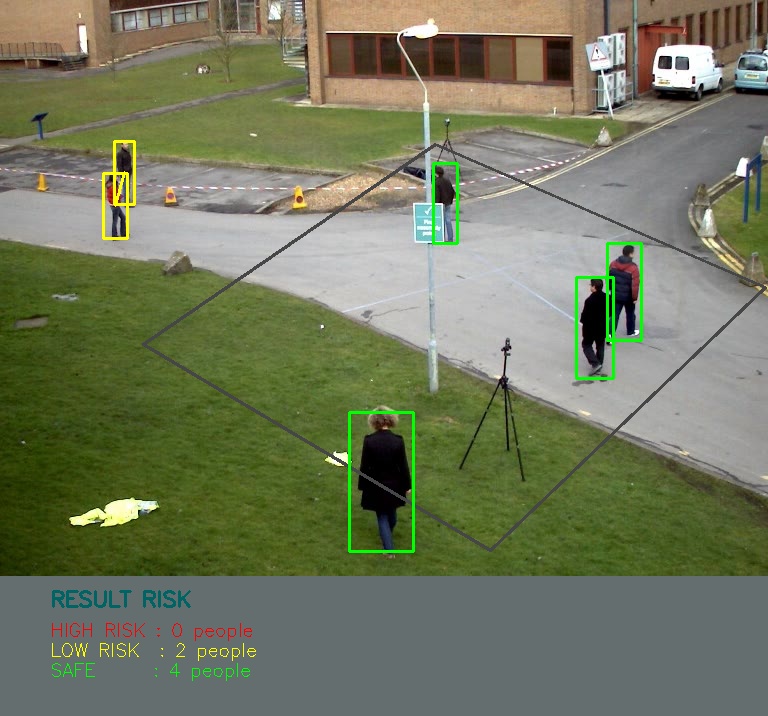 RESULT RISK
HIGH RISK : 0 people
LOW RISK : 2 people
SAFE : 4 people